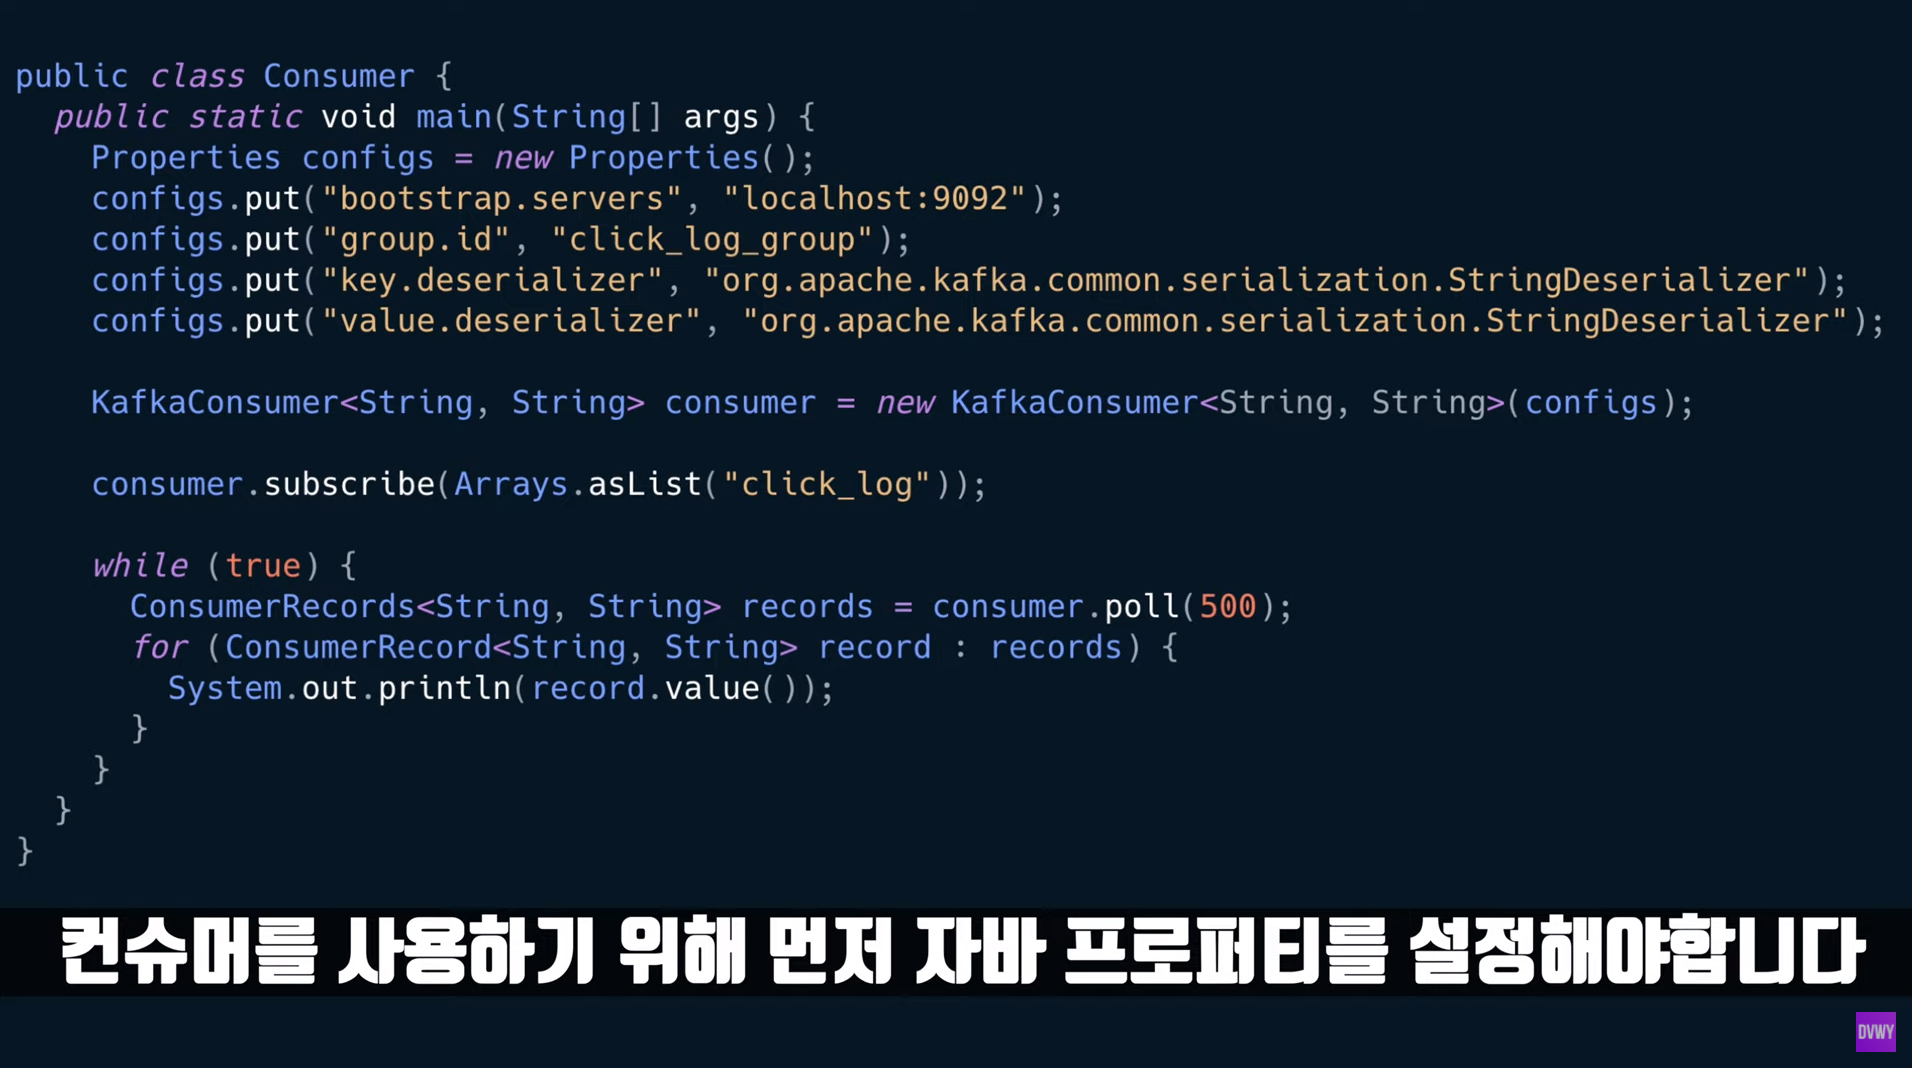 public class Consumer {
  public static void main(String[] args) {
    Properties configs = new Properties();
    configs.put("bootstrap.servers", "localhost:9092");
    configs.put("group.id", "click_log_group");
    configs.put("key.deserializer", "org.apache.kafka.common.serialization.StringDeserializer");
    configs.put("value.deserializer", "org.apache.kafka.common.serialization.StringDeserializer");

    KafkaConsumer<String, String> consumer = new KafkaConsumer<String, String>(configs);

    consumer.subscribe(Arrays.asList("click_log"));

    while (true) {
      ConsumerRecords<String, String> records = consumer.poll(500);
      for (ConsumerRecord<String, String> record : records) {
        System.out.println(record.value());
      }
    }
  }
}
컨슈머를 사용하기 위해 먼저 자바 프로퍼티를 설정해야합니다
DVWY